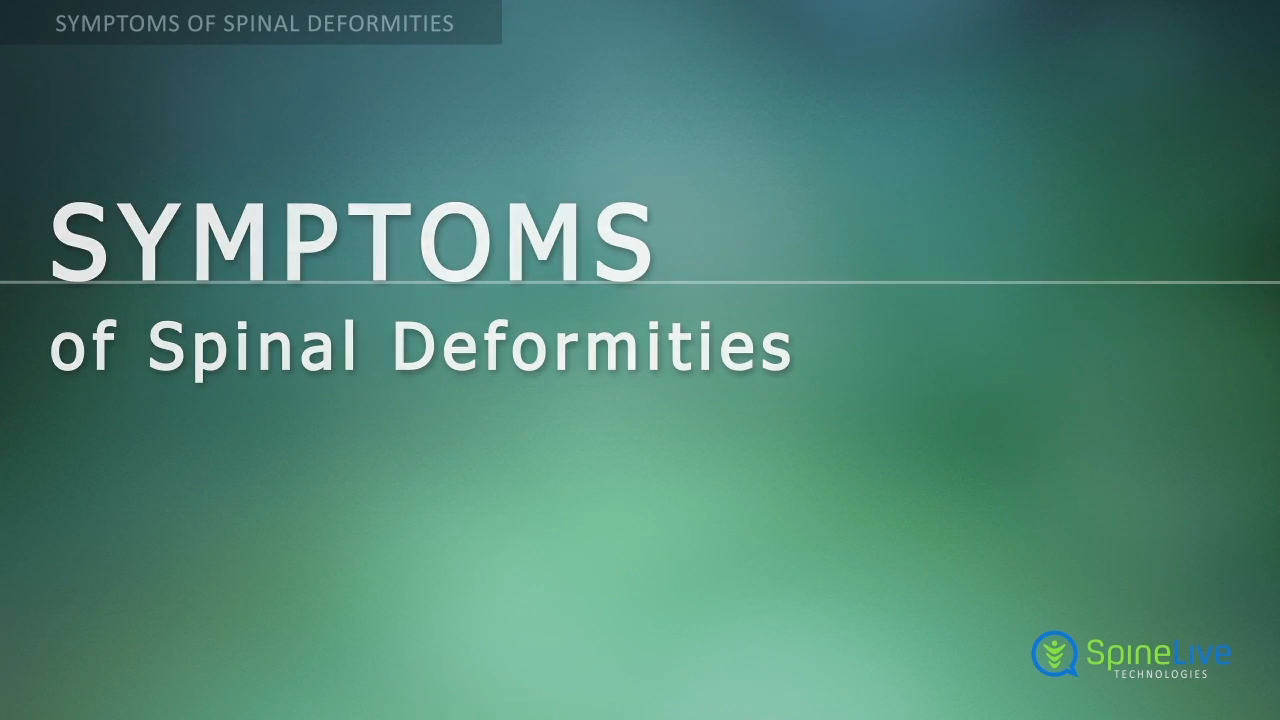 SYMPTOMS OF SPINAL DEFORMITIES
SYMPTOMS
of Spinal Deformities
SpineLive
TECHNOLOGIES